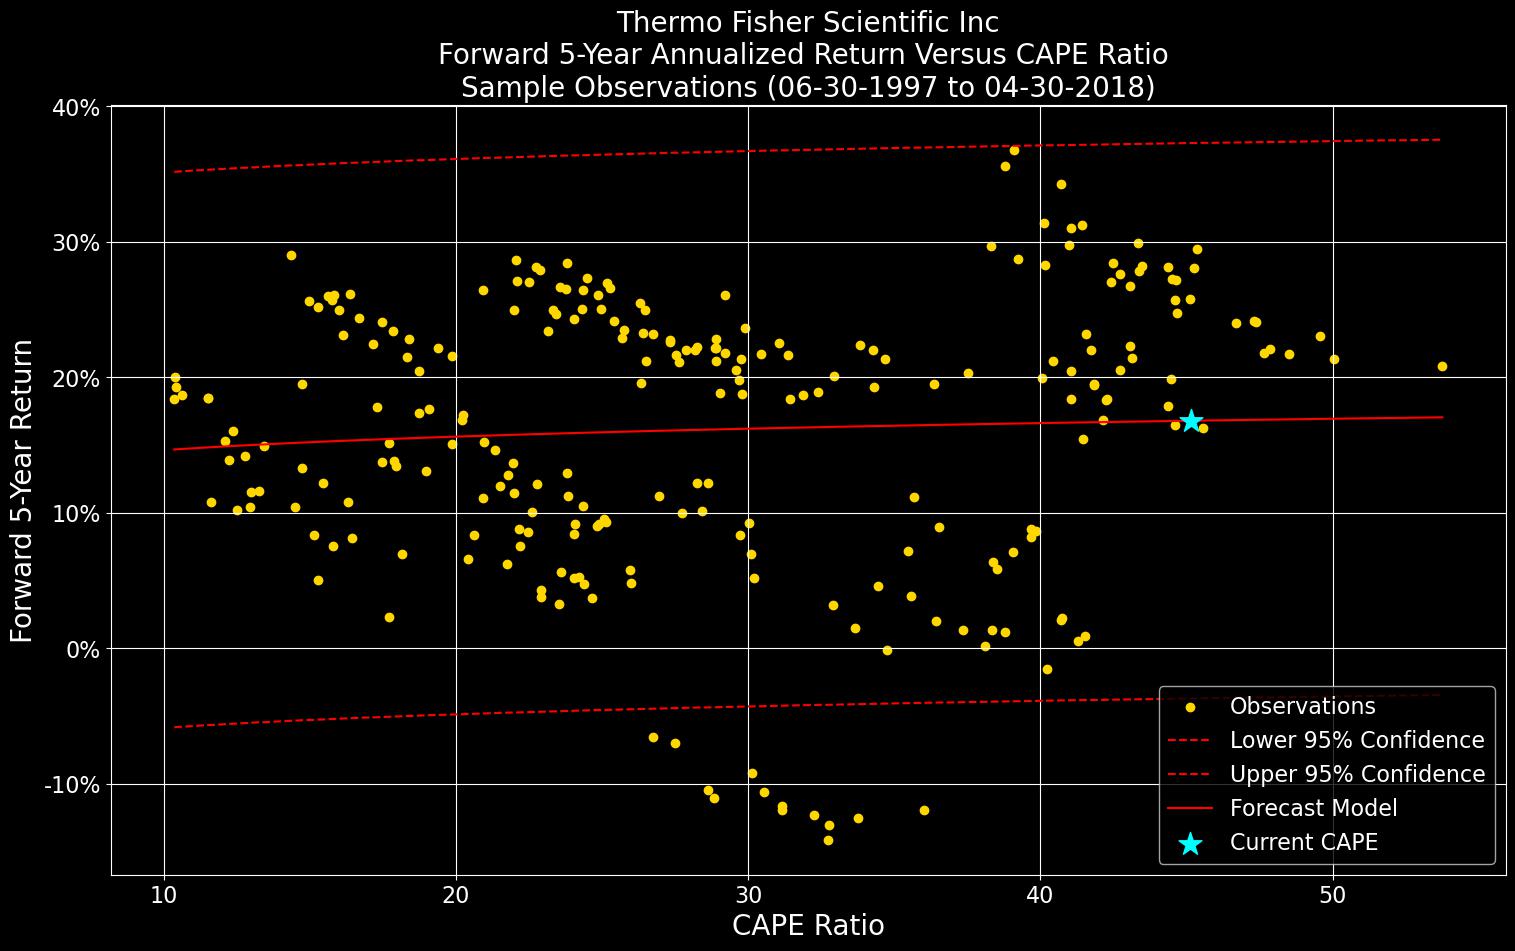 Thermo Fisher Scientific Inc
Forward 5-Year Annualized Return Versus CAPE Ratio
Sample Observations (06-30-1997 to 04-30-2018)
40%
30%
20%
10%
0%
-10%
Forward 5-Year Return
Observations
Lower 95% Confidence
Upper 95% Confidence
Forecast Model
Current CAPE
10 20 30 40 50
CAPE Ratio